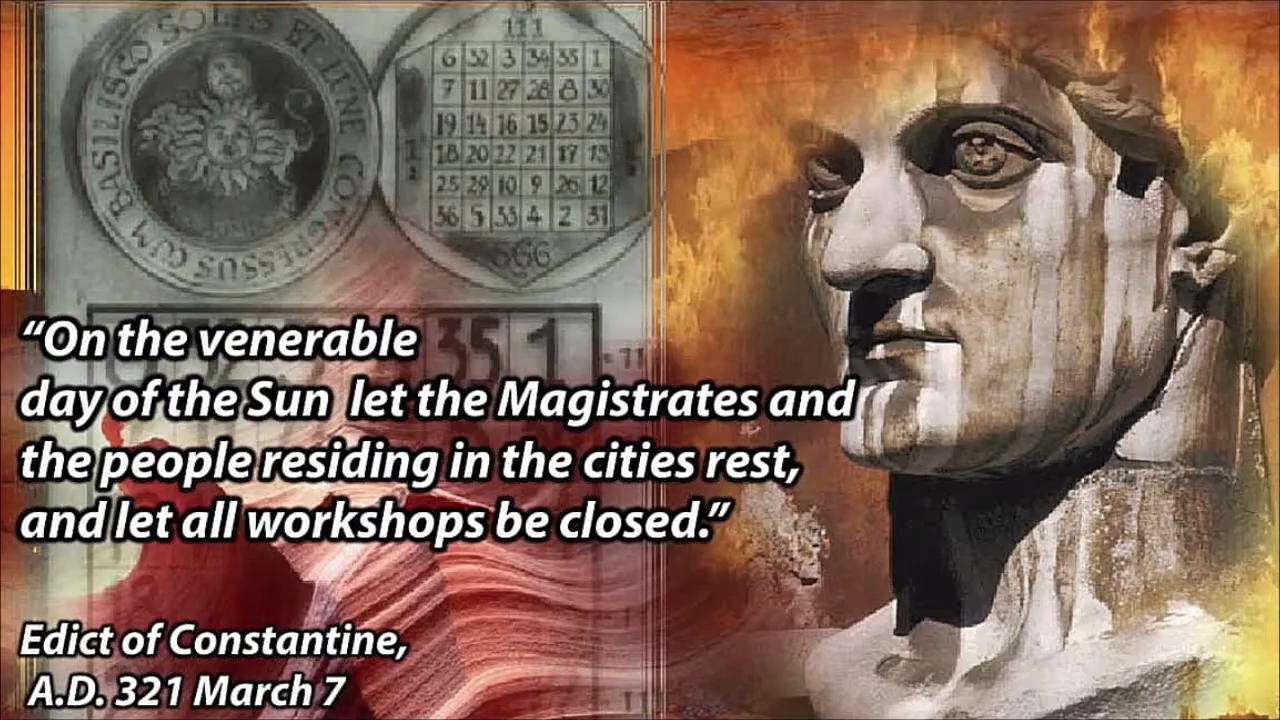 SOLIS ET LUNE CONGRESSUS CUM BASILISCO
111
6 32 3 34 35 1
7 11 27 28 8 30
19 14 16 15 23 24
18 20 22 21 17 13
25 29 10 9 26 12
36 5 33 4 2 31
666
35 1
“On the venerable
day of the Sun let the Magistrates and
the people residing in the cities rest,
and let all workshops be closed.”
Edict of Constantine,
A.D. 321 March 7